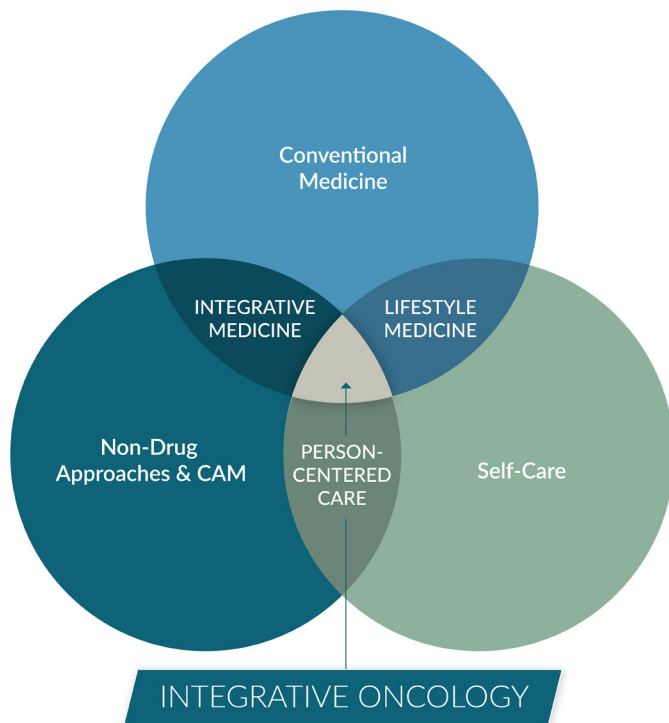 Conventional
Medicine
INTEGRATIVE
MEDICINE
LIFESTYLE
MEDICINE
Non-Drug
Approaches & CAM
PERSON-
CENTERED
CARE
Self-Care
INTEGRATIVE ONCOLOGY